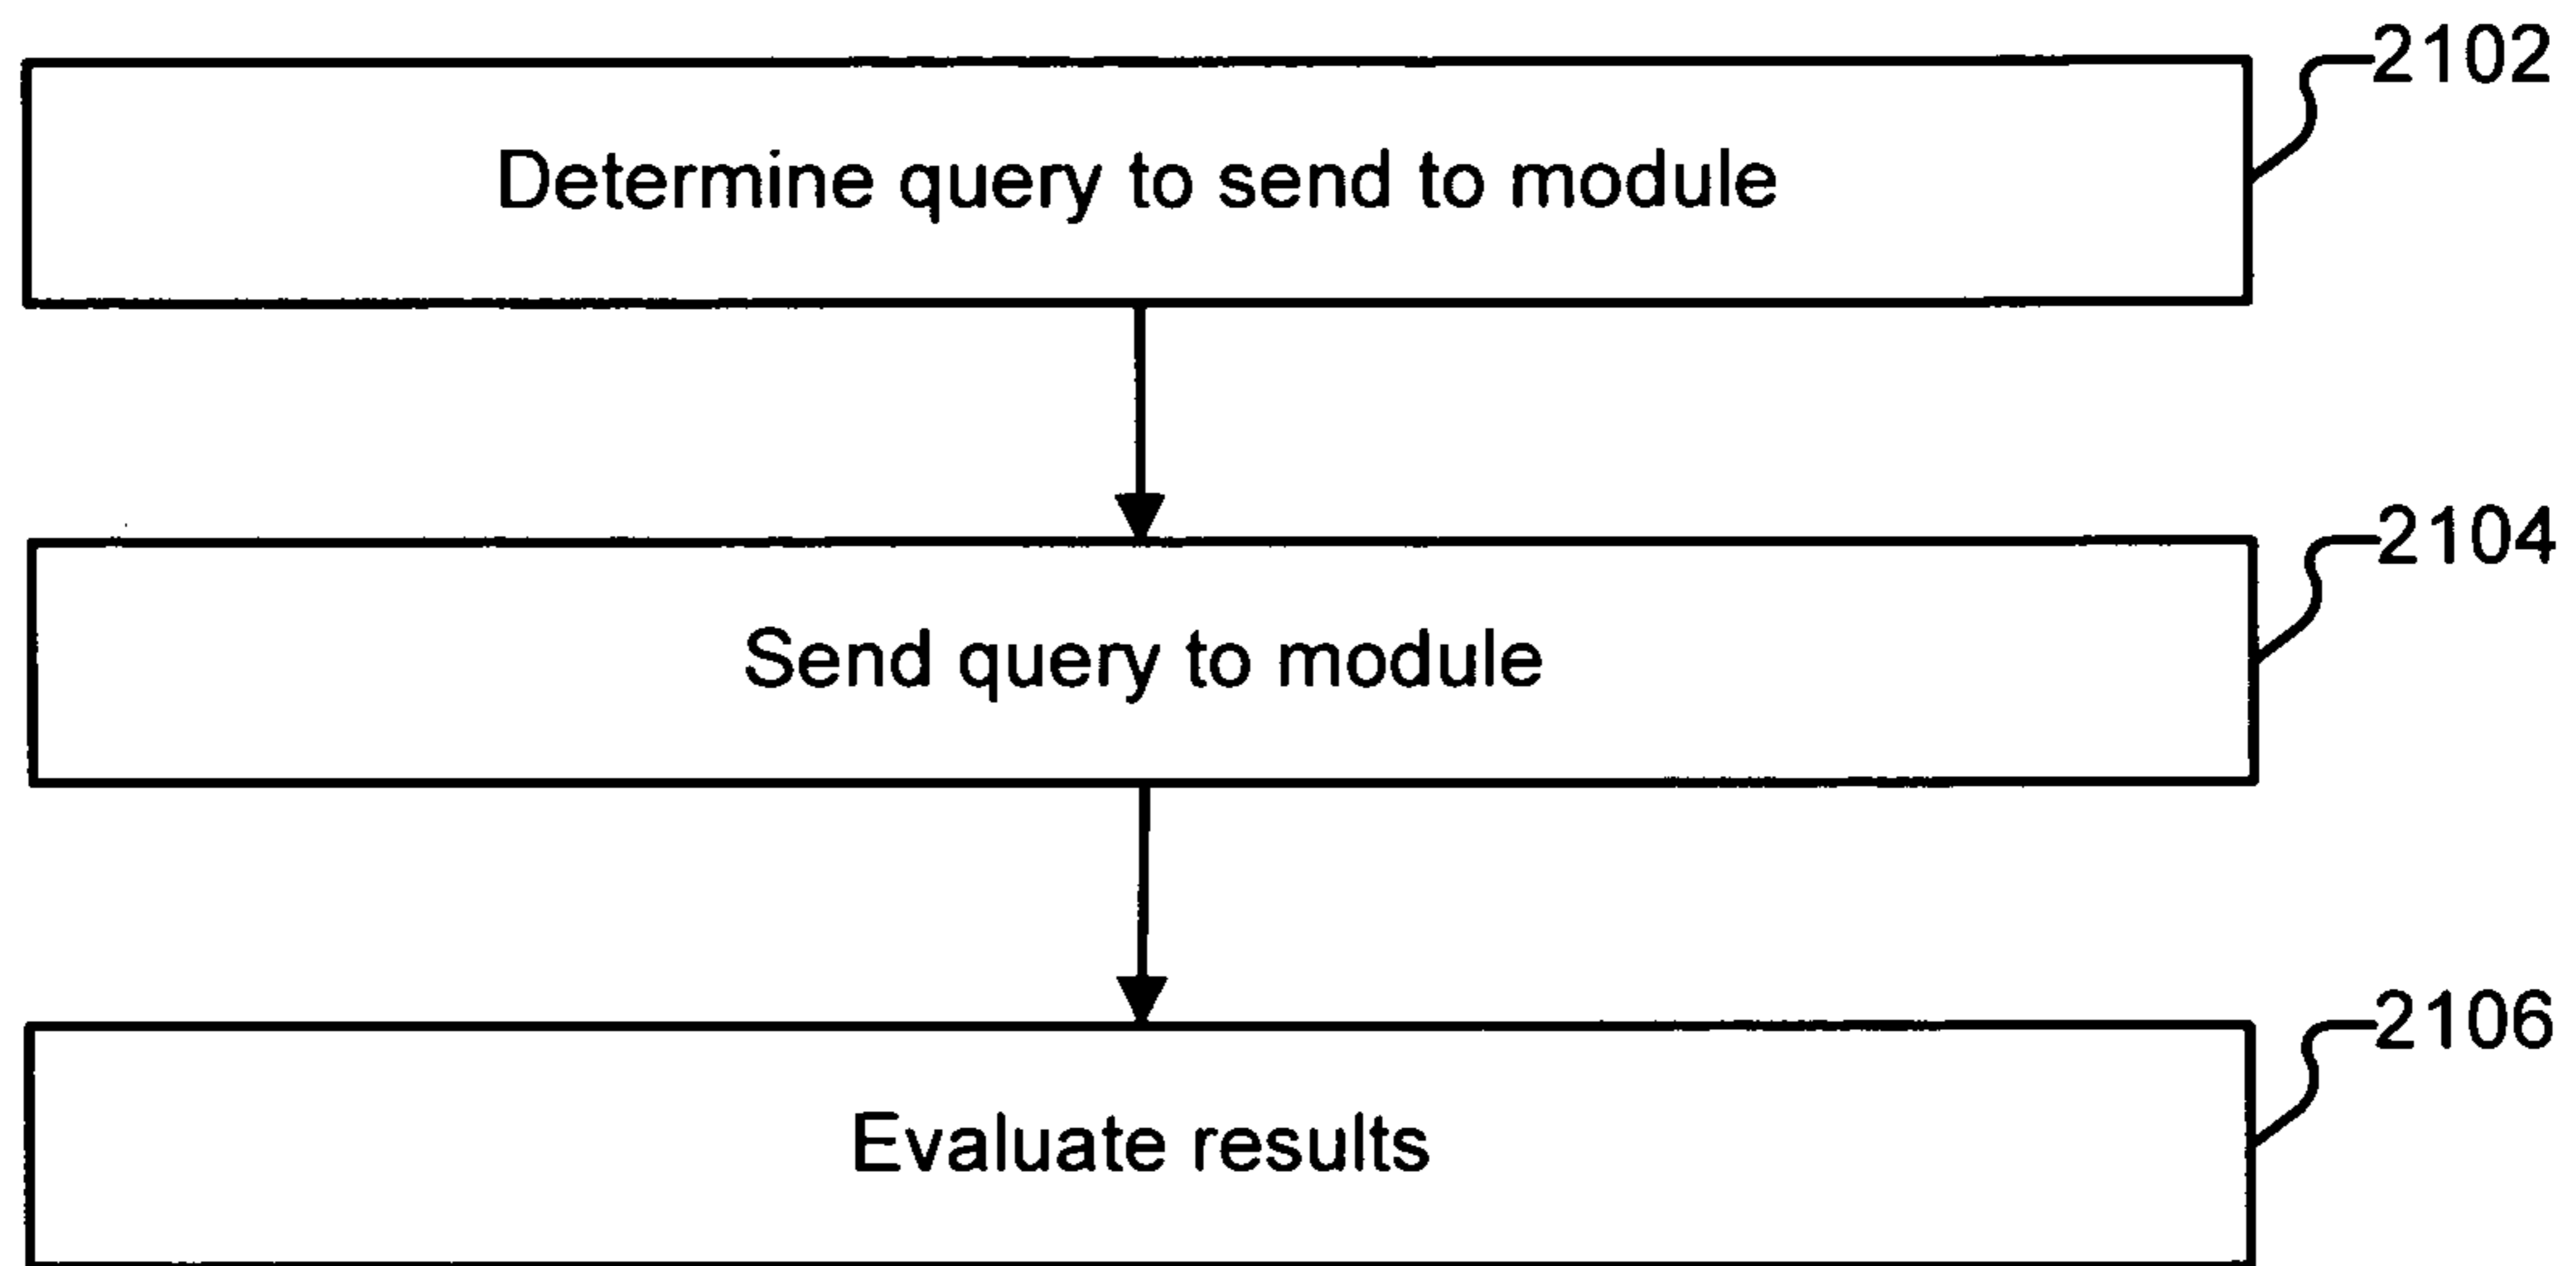 2102
Determine query to send to module
2104
Send query to module
2106
Evaluate results